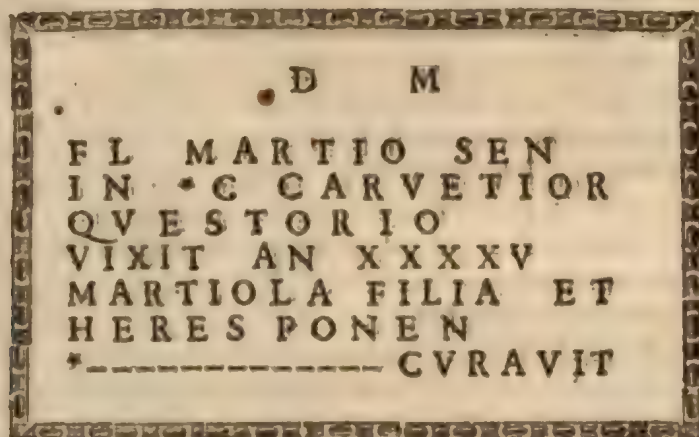 D M
FL MARTIO SEN
IN * C CARVETIOR
QVESTORIO
VIXIT AN XXXXV
MARTIOLA FILIA ET
HERES PONEN
*--------------- CVRAVIT